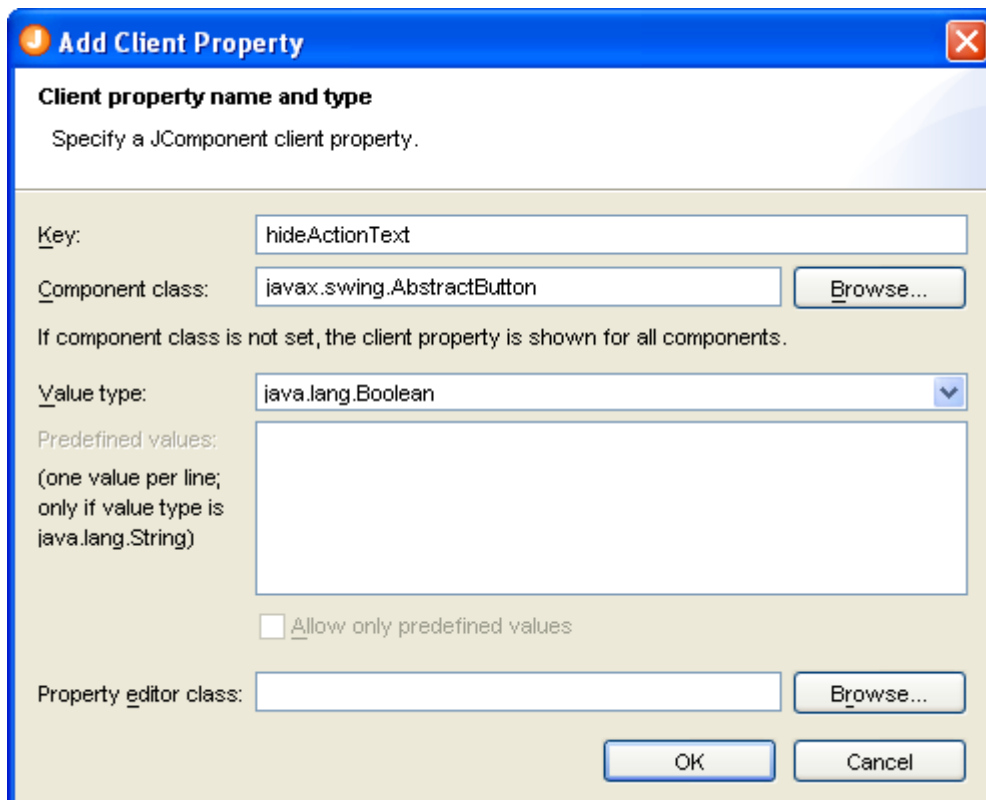 Add Client Property
Client property name and type
Specify a JComponent client property.
Key:
hideActionText
Component class:
javax.swing.AbstractButton
Browse...
If component class is not set, the client property is shown for all components.
Value type:
java.lang.Boolean
Predefined values:
(one value per line;
only if value type is
java.lang.String)
Allow only predefined values
Property editor class:
Browse...
OK
Cancel